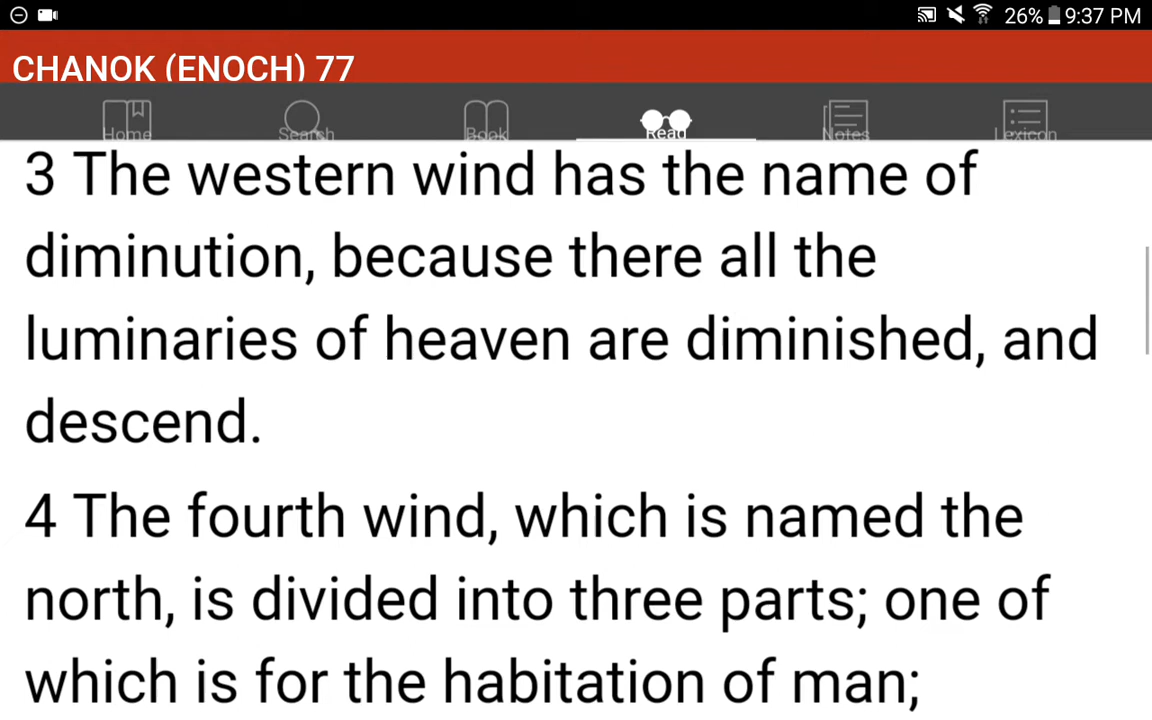 26% 9:37 PM
CHANOK (ENOCH) 77
Home Search Book Read Notes Lexicon
3 The western wind has the name of
diminution, because there all the
luminaries of heaven are diminished, and
descend.
4 The fourth wind, which is named the
north, is divided into three parts; one of
which is for the habitation of man;